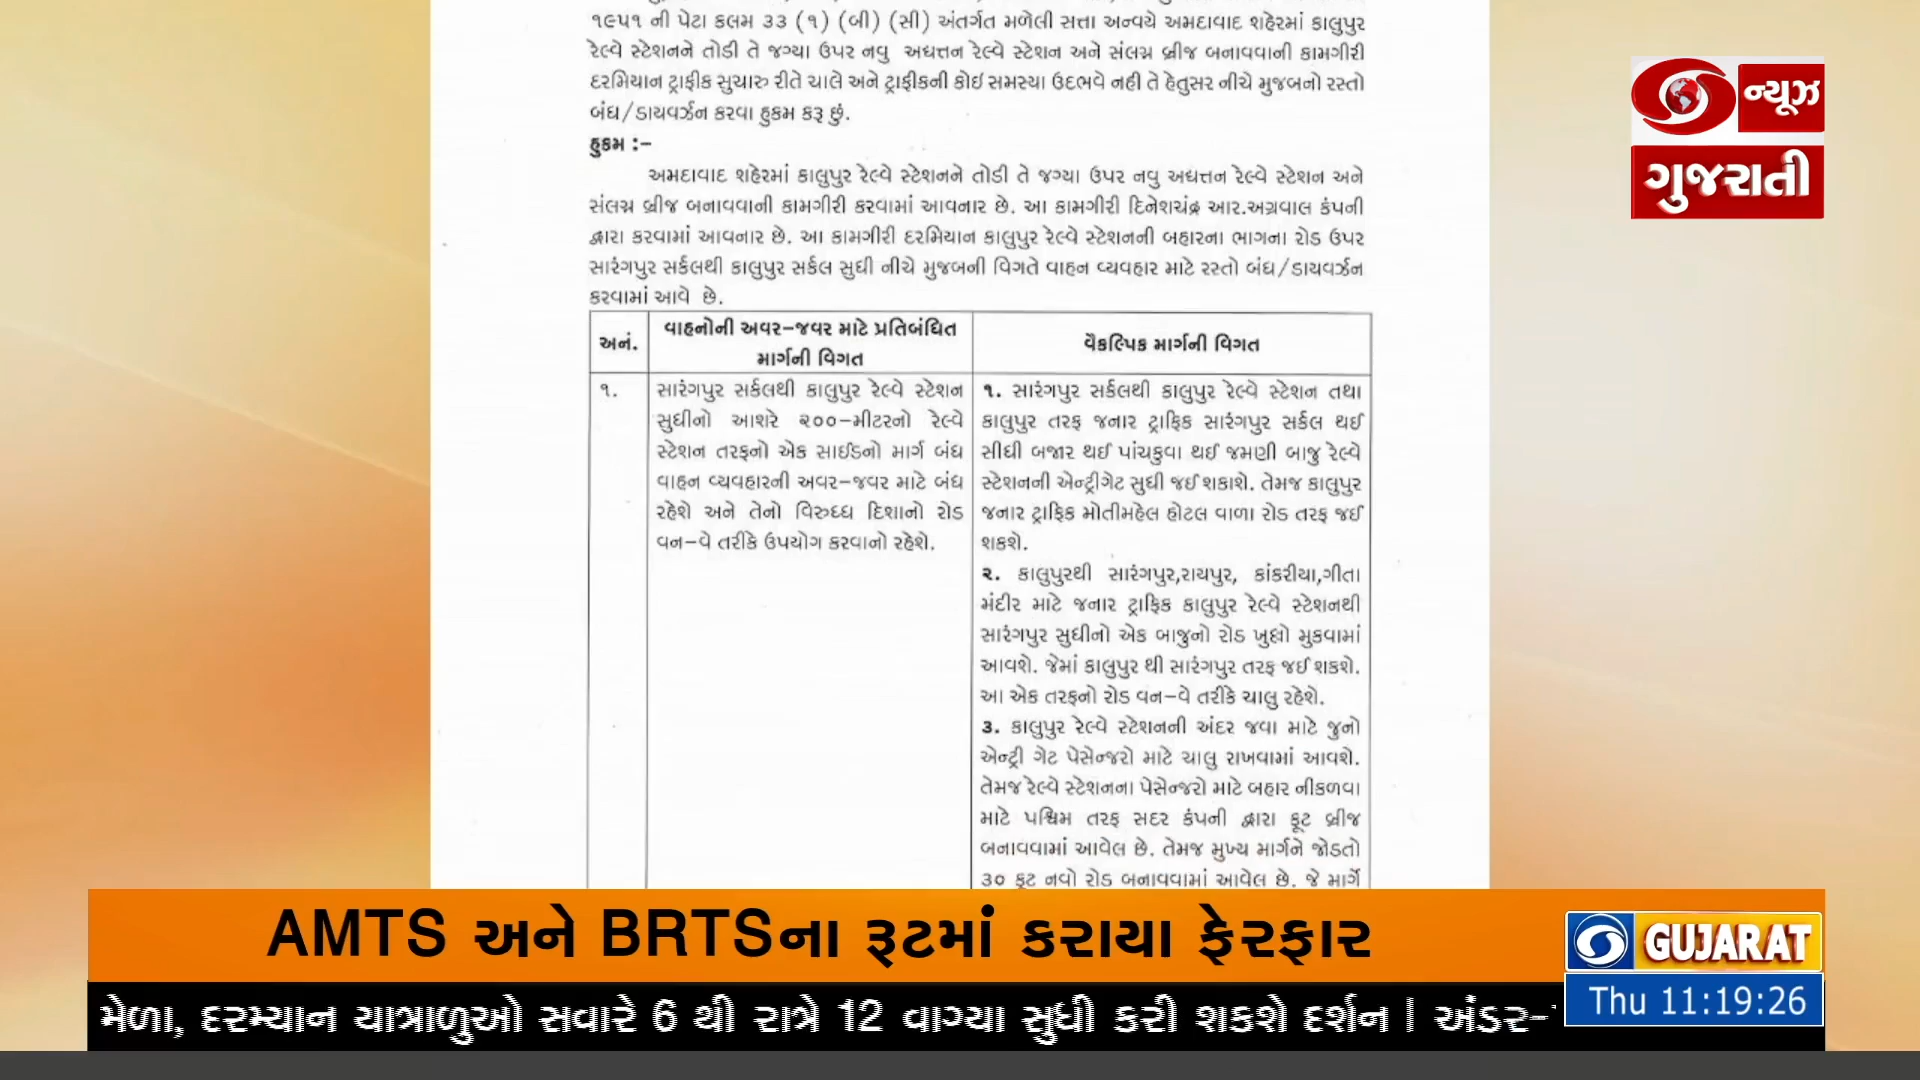 ૧૯૫૧ ની પેટા કલમ ૩૩ (૧) (બી) (સી) અંતર્ગત મળેલી સત્તા અન્વયે અમદાવાદ શહેરમાં કાલુપુર
રેલ્વે સ્ટેશનને તોડી તે જગ્યા ઉપર નવુ અદ્યત્તન રેલ્વે સ્ટેશન અને સંલગ્ન બ્રીજ બનાવવાની કામગીરી
દરમિયાન ટ્રાફીક સુચારુ રીતે ચાલે અને ટ્રાફીકની કોઇ સમસ્યા ઉદભવે નહી તે હેતુસર નીચે મુજબનો રસ્તો
બંધ/ડાયવર્ઝન કરવા હુકમ કરૂ છું.
હુકમ :-
અમદાવાદ શહેરમાં કાલુપુર રેલ્વે સ્ટેશનને તોડી તે જગ્યા ઉપર નવુ અદ્યત્તન રેલ્વે સ્ટેશન અને
સંલગ્ન બ્રીજ બનાવવાની કામગીરી કરવામાં આવનાર છે. આ કામગીરી દિનેશચંદ્ર આર.અગ્રવાલ કંપની
દ્વારા કરવામાં આવનાર છે. આ કામગીરી દરમિયાન કાલુપુર રેલ્વે સ્ટેશનની બહારના ભાગના રોડ ઉપર
સારંગપુર સર્કલથી કાલુપુર સર્કલ સુધી નીચે મુજબની વિગતે વાહન વ્યવહાર માટે રસ્તો બંધ/ડાયવર્ઝન
કરવામાં આવે છે.
અનં.
વાહનોની અવર-જવર માટે પ્રતિબંધિત
માર્ગની વિગત
વૈકલ્પિક માર્ગની વિગત
૧.
સારંગપુર સર્કલથી કાલુપુર રેલ્વે સ્ટેશન
સુધીનો આશરે ૨૦૦-મીટરનો રેલ્વે
સ્ટેશન તરફનો એક સાઈડનો માર્ગ બંધ
વાહન વ્યવહારની અવર-જવર માટે બંધ
રહેશે અને તેનો વિરુધ્ધ દિશાનો રોડ
વન-વે તરીકે ઉપયોગ કરવાનો રહેશે.
૧. સારંગપુર સર્કલથી કાલુપુર રેલ્વે સ્ટેશન તથા
કાલુપુર તરફ જનાર ટ્રાફિક સારંગપુર સર્કલ થઈ
સીધી બજાર થઈ પાંચકુવા થઈ જમણી બાજુ રેલ્વે
સ્ટેશનની એન્ટ્રીગેટ સુધી જઈ શકાશે. તેમજ કાલુપુર
જનાર ટ્રાફિક મોતીમહેલ હોટલ વાળા રોડ તરફ જઈ
શકશે.
૨. કાલુપુરથી સારંગપુર,રાયપુર, કાંકરીયા,ગીતા
મંદીર માટે જનાર ટ્રાફિક કાલુપુર રેલ્વે સ્ટેશનથી
સારંગપુર સુધીનો એક બાજુનો રોડ ખુલ્લો મુકવામાં
આવશે. જેમાં કાલુપુર થી સારંગપુર તરફ જઈ શકશે.
આ એક તરફનો રોડ વન-વે તરીકે ચાલુ રહેશે.
૩. કાલુપુર રેલ્વે સ્ટેશનની અંદર જવા માટે જુનો
એન્ટ્રી ગેટ પેસેન્જરો માટે ચાલુ રાખવામાં આવશે.
તેમજ રેલ્વે સ્ટેશનના પેસેન્જરો માટે બહાર નીકળવા
માટે પશ્ચિમ તરફ સદર કંપની દ્વારા ફૂટ બ્રીજ
બનાવવામાં આવેલ છે. તેમજ મુખ્ય માર્ગને જોડતો
૩૦ ફૂટ નવો રોડ બનાવવામાં આવેલ છે. જે માર્ગે
ન્યૂઝ
ગુજરાતી
AMTS અને BRTSના રૂટમાં કરાયા ફેરફાર
GUJARAT
Thu 11:19:26
મેળા, દરમ્યાન યાત્રાળુઓ સવારે 6 થી રાત્રે 12 વાગ્યા સુધી કરી શકશે દર્શન | અંડર-